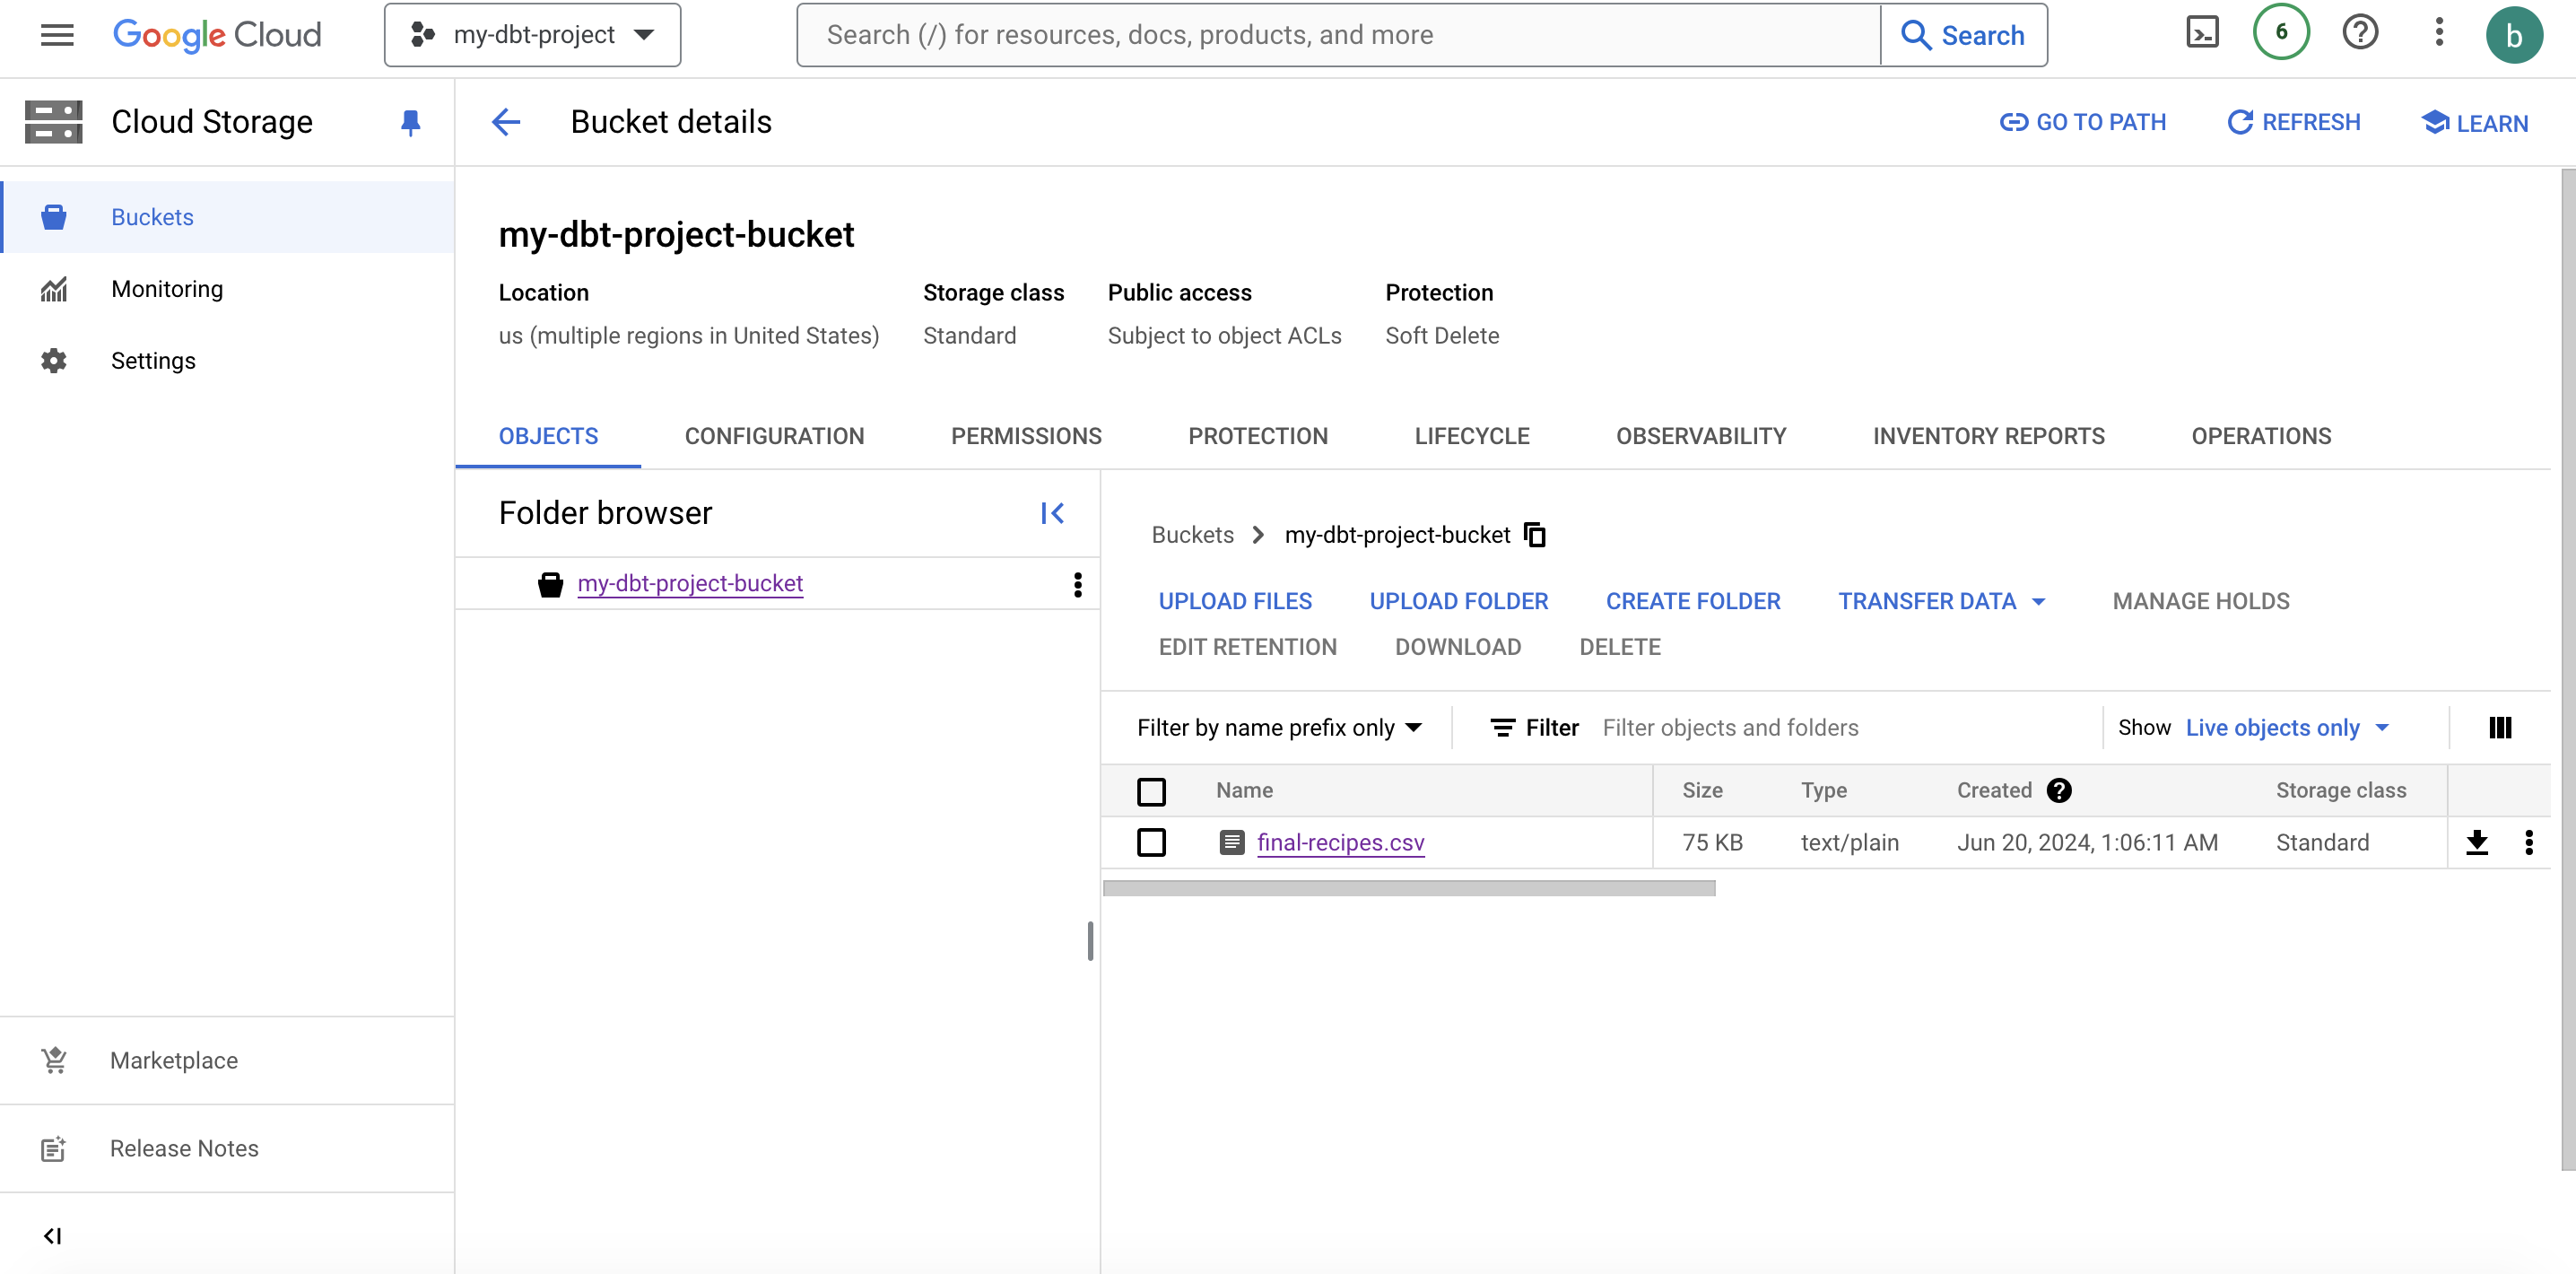 Google Cloud
my-dbt-project
Search (/) for resources, docs, products, and more
Search
6
b
Cloud Storage
Bucket details
GO TO PATH
REFRESH
LEARN
Buckets
Monitoring
Settings
my-dbt-project-bucket
Location
Storage class
Public access
Protection
us (multiple regions in United States)
Standard
Subject to object ACLs
Soft Delete
OBJECTS
CONFIGURATION
PERMISSIONS
PROTECTION
LIFECYCLE
OBSERVABILITY
INVENTORY REPORTS
OPERATIONS
Folder browser
my-dbt-project-bucket
Buckets
my-dbt-project-bucket
UPLOAD FILES
UPLOAD FOLDER
CREATE FOLDER
TRANSFER DATA
MANAGE HOLDS
EDIT RETENTION
DOWNLOAD
DELETE
Filter by name prefix only
Filter
Filter objects and folders
Show
Live objects only
Name
Size
Type
Created
Storage class
final-recipes.csv
75 KB
text/plain
Jun 20, 2024, 1:06:11 AM
Standard
Marketplace
Release Notes